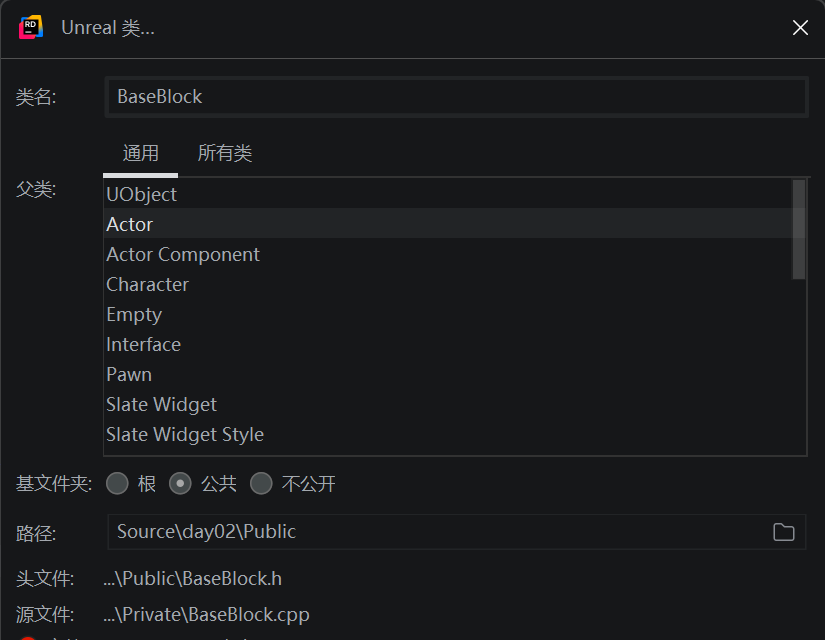 RD
Unreal 类...
类名:
BaseBlock
通用 所有类
父类:
UObject
Actor
Actor Component
Character
Empty
Interface
Pawn
Slate Widget
Slate Widget Style
基文件夹: 根 公共 不公开
路径: Source\day02\Public
头文件: ...\Public\BaseBlock.h
源文件: ...\Private\BaseBlock.cpp